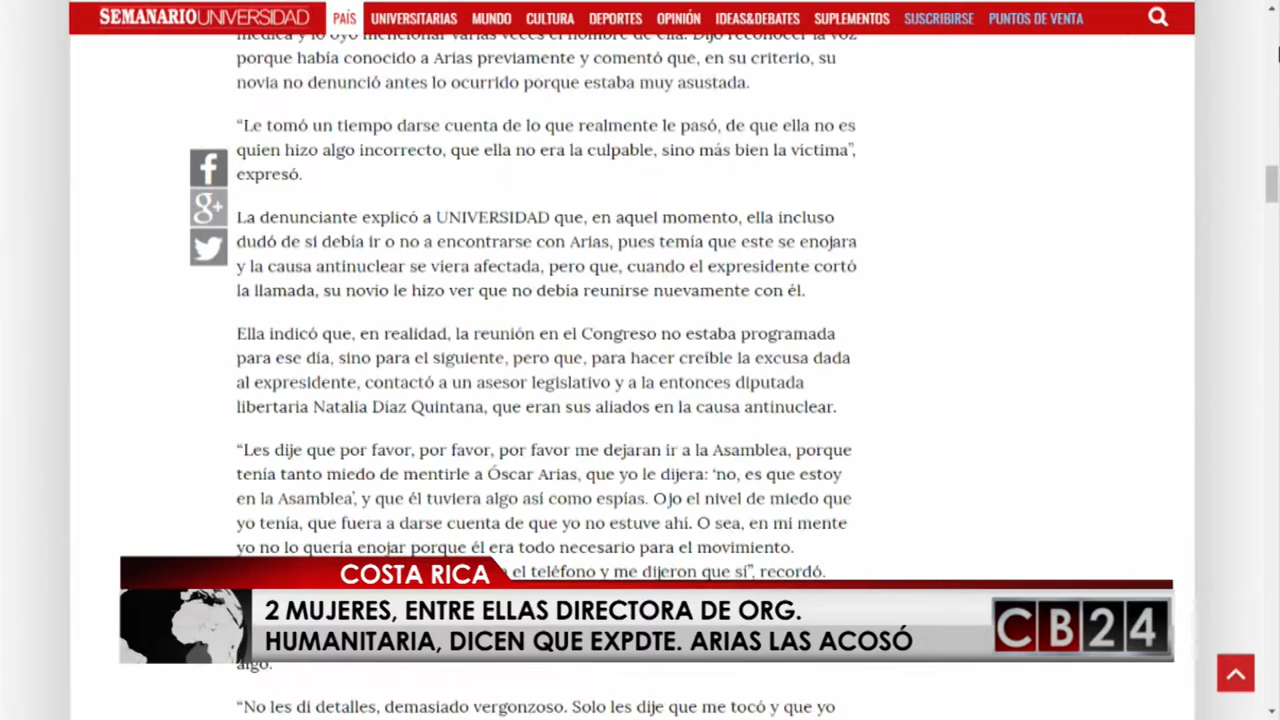 SEMANARIOUNIVERSIDAD PAÍS UNIVERSITARIAS MUNDO CULTURA DEPORTES OPINIÓN IDEAS&DEBATES SUPLEMENTOS SUSCRIBIRSE PUNTOS DE VENTA
médica y lo oyó mencionar varias veces el nombre de ella. Dijo reconocer la voz
porque había conocido a Arias previamente y comentó que, en su criterio, su
novia no denunció antes lo ocurrido porque estaba muy asustada.
“Le tomó un tiempo darse cuenta de lo que realmente le pasó, de que ella no es
quien hizo algo incorrecto, que ella no era la culpable, sino más bien la víctima”,
expresó.
La denunciante explicó a UNIVERSIDAD que, en aquel momento, ella incluso
dudó de si debía ir o no a encontrarse con Arias, pues temía que este se enojara
y la causa antinuclear se viera afectada, pero que, cuando el expresidente cortó
la llamada, su novio le hizo ver que no debía reunirse nuevamente con él.
Ella indicó que, en realidad, la reunión en el Congreso no estaba programada
para ese día, sino para el siguiente, pero que, para hacer creíble la excusa dada
al expresidente, contactó a un asesor legislativo y a la entonces diputada
libertaria Natalia Díaz Quintana, que eran sus aliados en la causa antinuclear.
“Les dije que por favor, por favor, por favor me dejaran ir a la Asamblea, porque
tenía tanto miedo de mentirle a Óscar Arias, que yo le dijera: ‘no, es que estoy
en la Asamblea’, y que él tuviera algo así como espías. Ojo el nivel de miedo que
yo tenía, que fuera a darse cuenta de que yo no estuve ahí. O sea, en mi mente
yo no lo quería enojar porque él era todo necesario para el movimiento.
el teléfono y me dijeron que sí”, recordó.
COSTA RICA
2 MUJERES, ENTRE ELLAS DIRECTORA DE ORG.
HUMANITARIA, DICEN QUE EXPDTE. ARIAS LAS ACOSÓ
CB24
algo.
“No les di detalles, demasiado vergonzoso. Solo les dije que me tocó y que yo